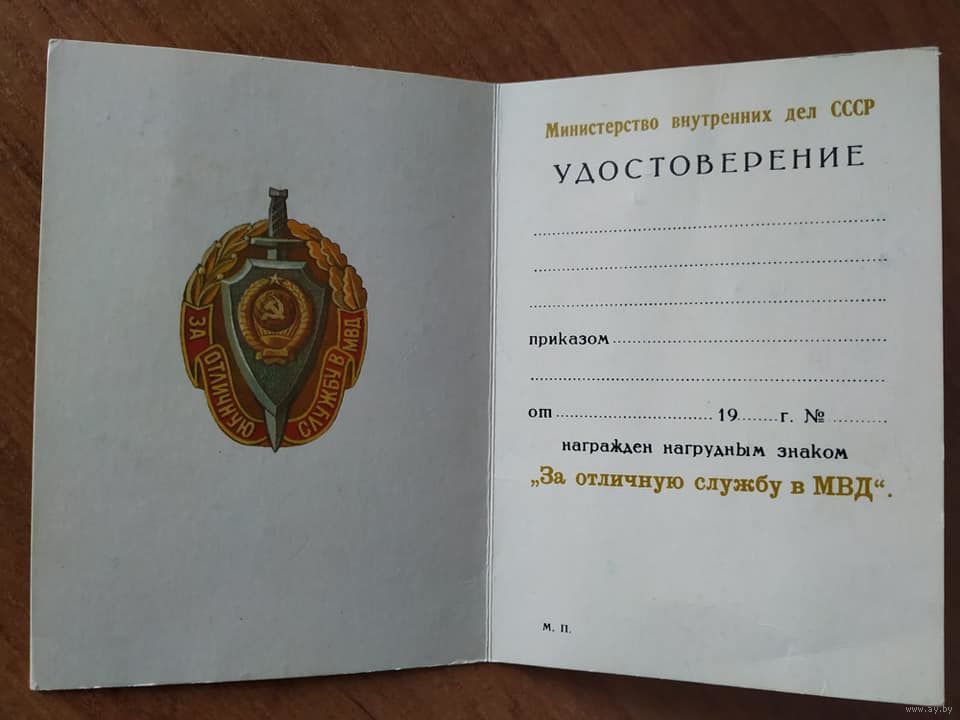 ЗА
ОТЛИЧНУЮ
СЛУЖБУ В
МВД
Министерство внутренних дел СССР
УДОСТОВЕРЕНИЕ
приказом
от 19 г. №
награжден нагрудным знаком
„За отличную службу в МВД“.
М. П.
www.ay.by